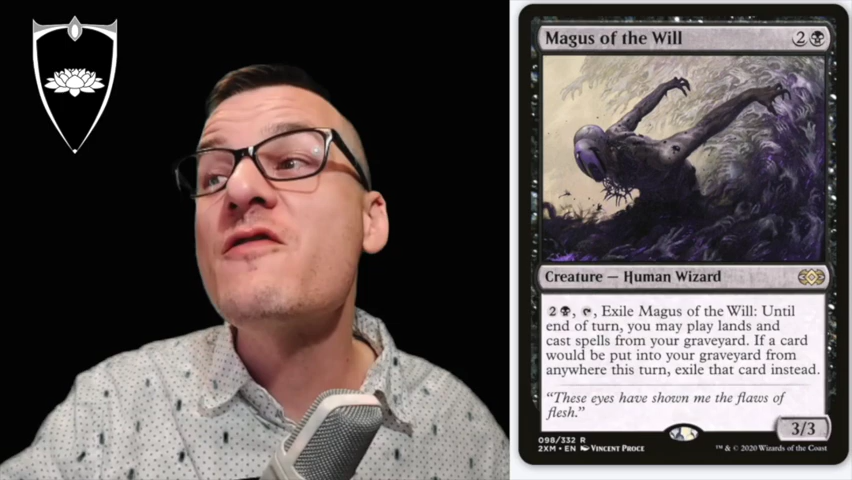 Magus of the Will 2
Creature — Human Wizard
2, Exile Magus of the Will: Until
end of turn, you may play lands and
cast spells from your graveyard. If a card
would be put into your graveyard from
anywhere this turn, exile that card instead.
“These eyes have shown me the flaws of
flesh.”
3/3
098/332 R
2XM • EN Vincent Proce
™ & © 2020 Wizards of the Coast